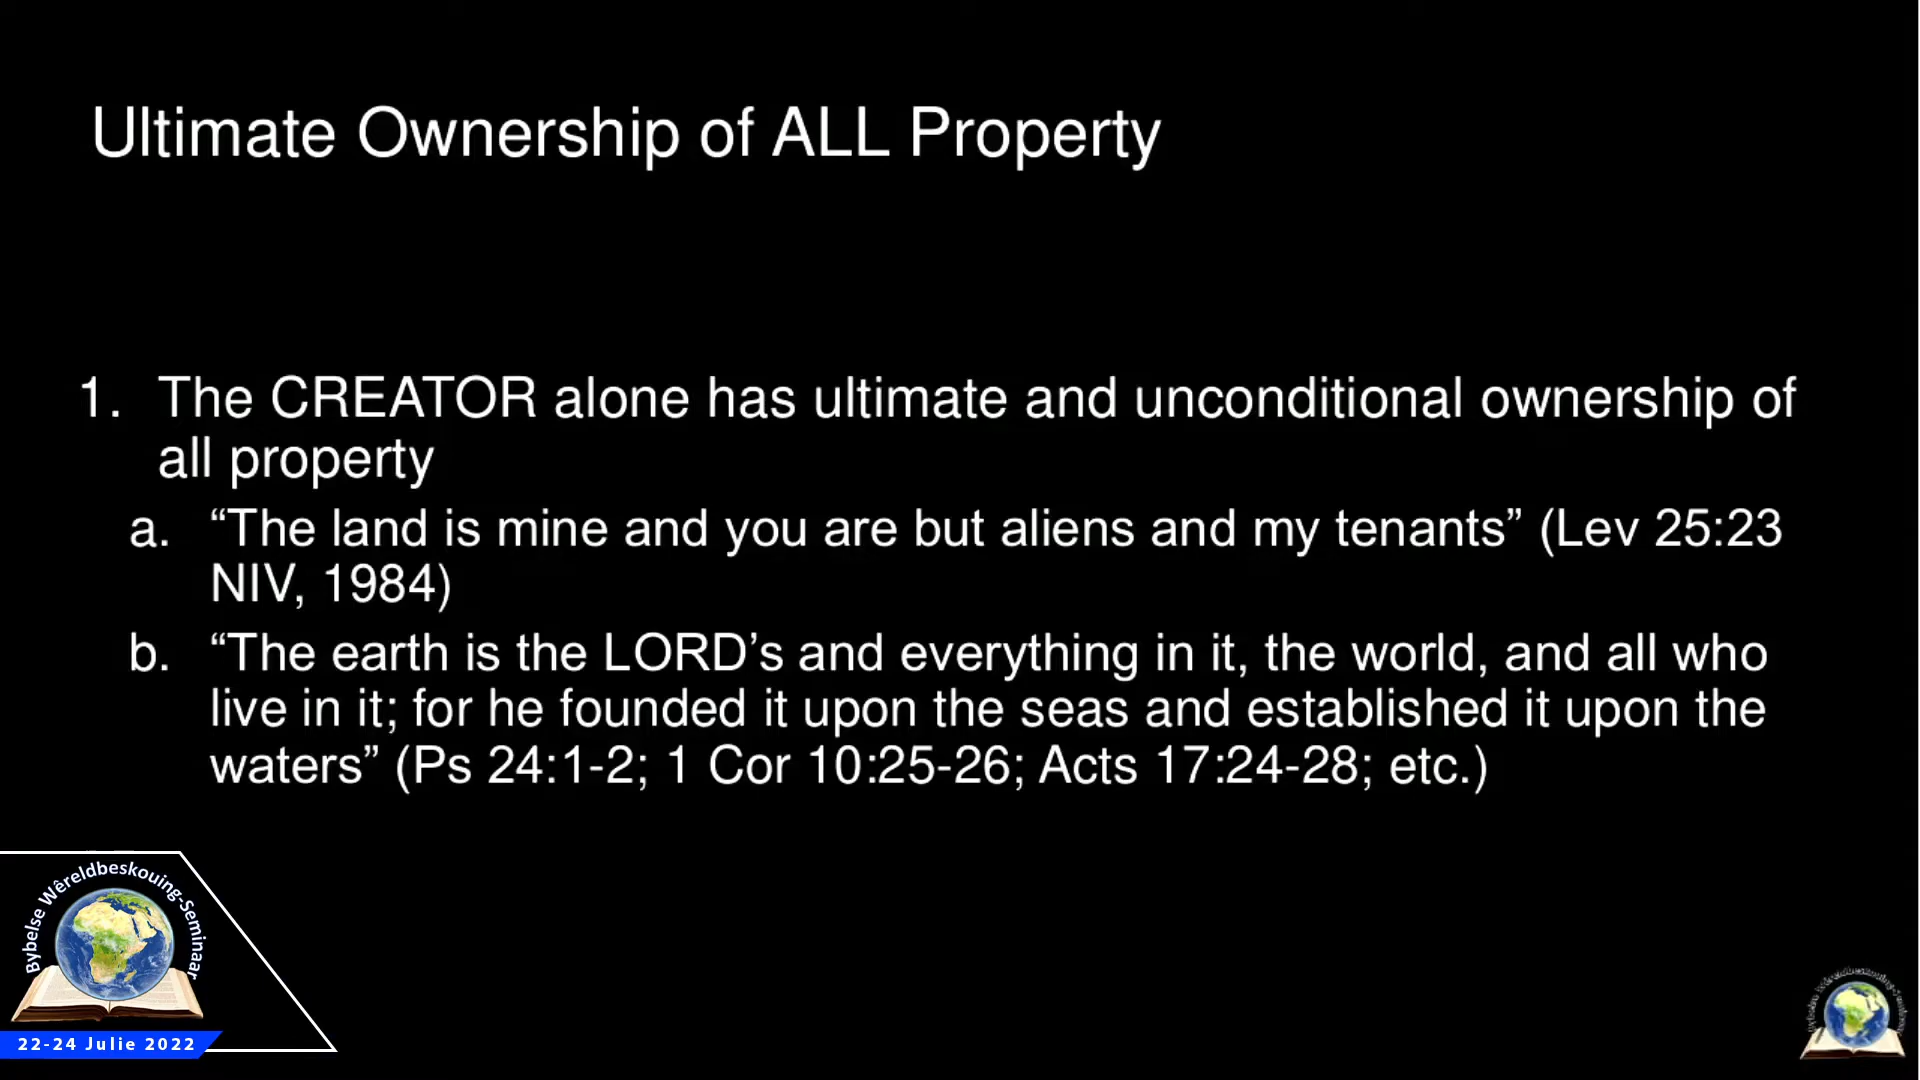 Ultimate Ownership of ALL Property
1. The CREATOR alone has ultimate and unconditional ownership of
all property
a. “The land is mine and you are but aliens and my tenants” (Lev 25:23
NIV, 1984)
b. “The earth is the LORD’s and everything in it, the world, and all who
live in it; for he founded it upon the seas and established it upon the
waters” (Ps 24:1-2; 1 Cor 10:25-26; Acts 17:24-28; etc.)
Bybelse Wêreldbeskouing-Seminaar
22-24 Julie 2022